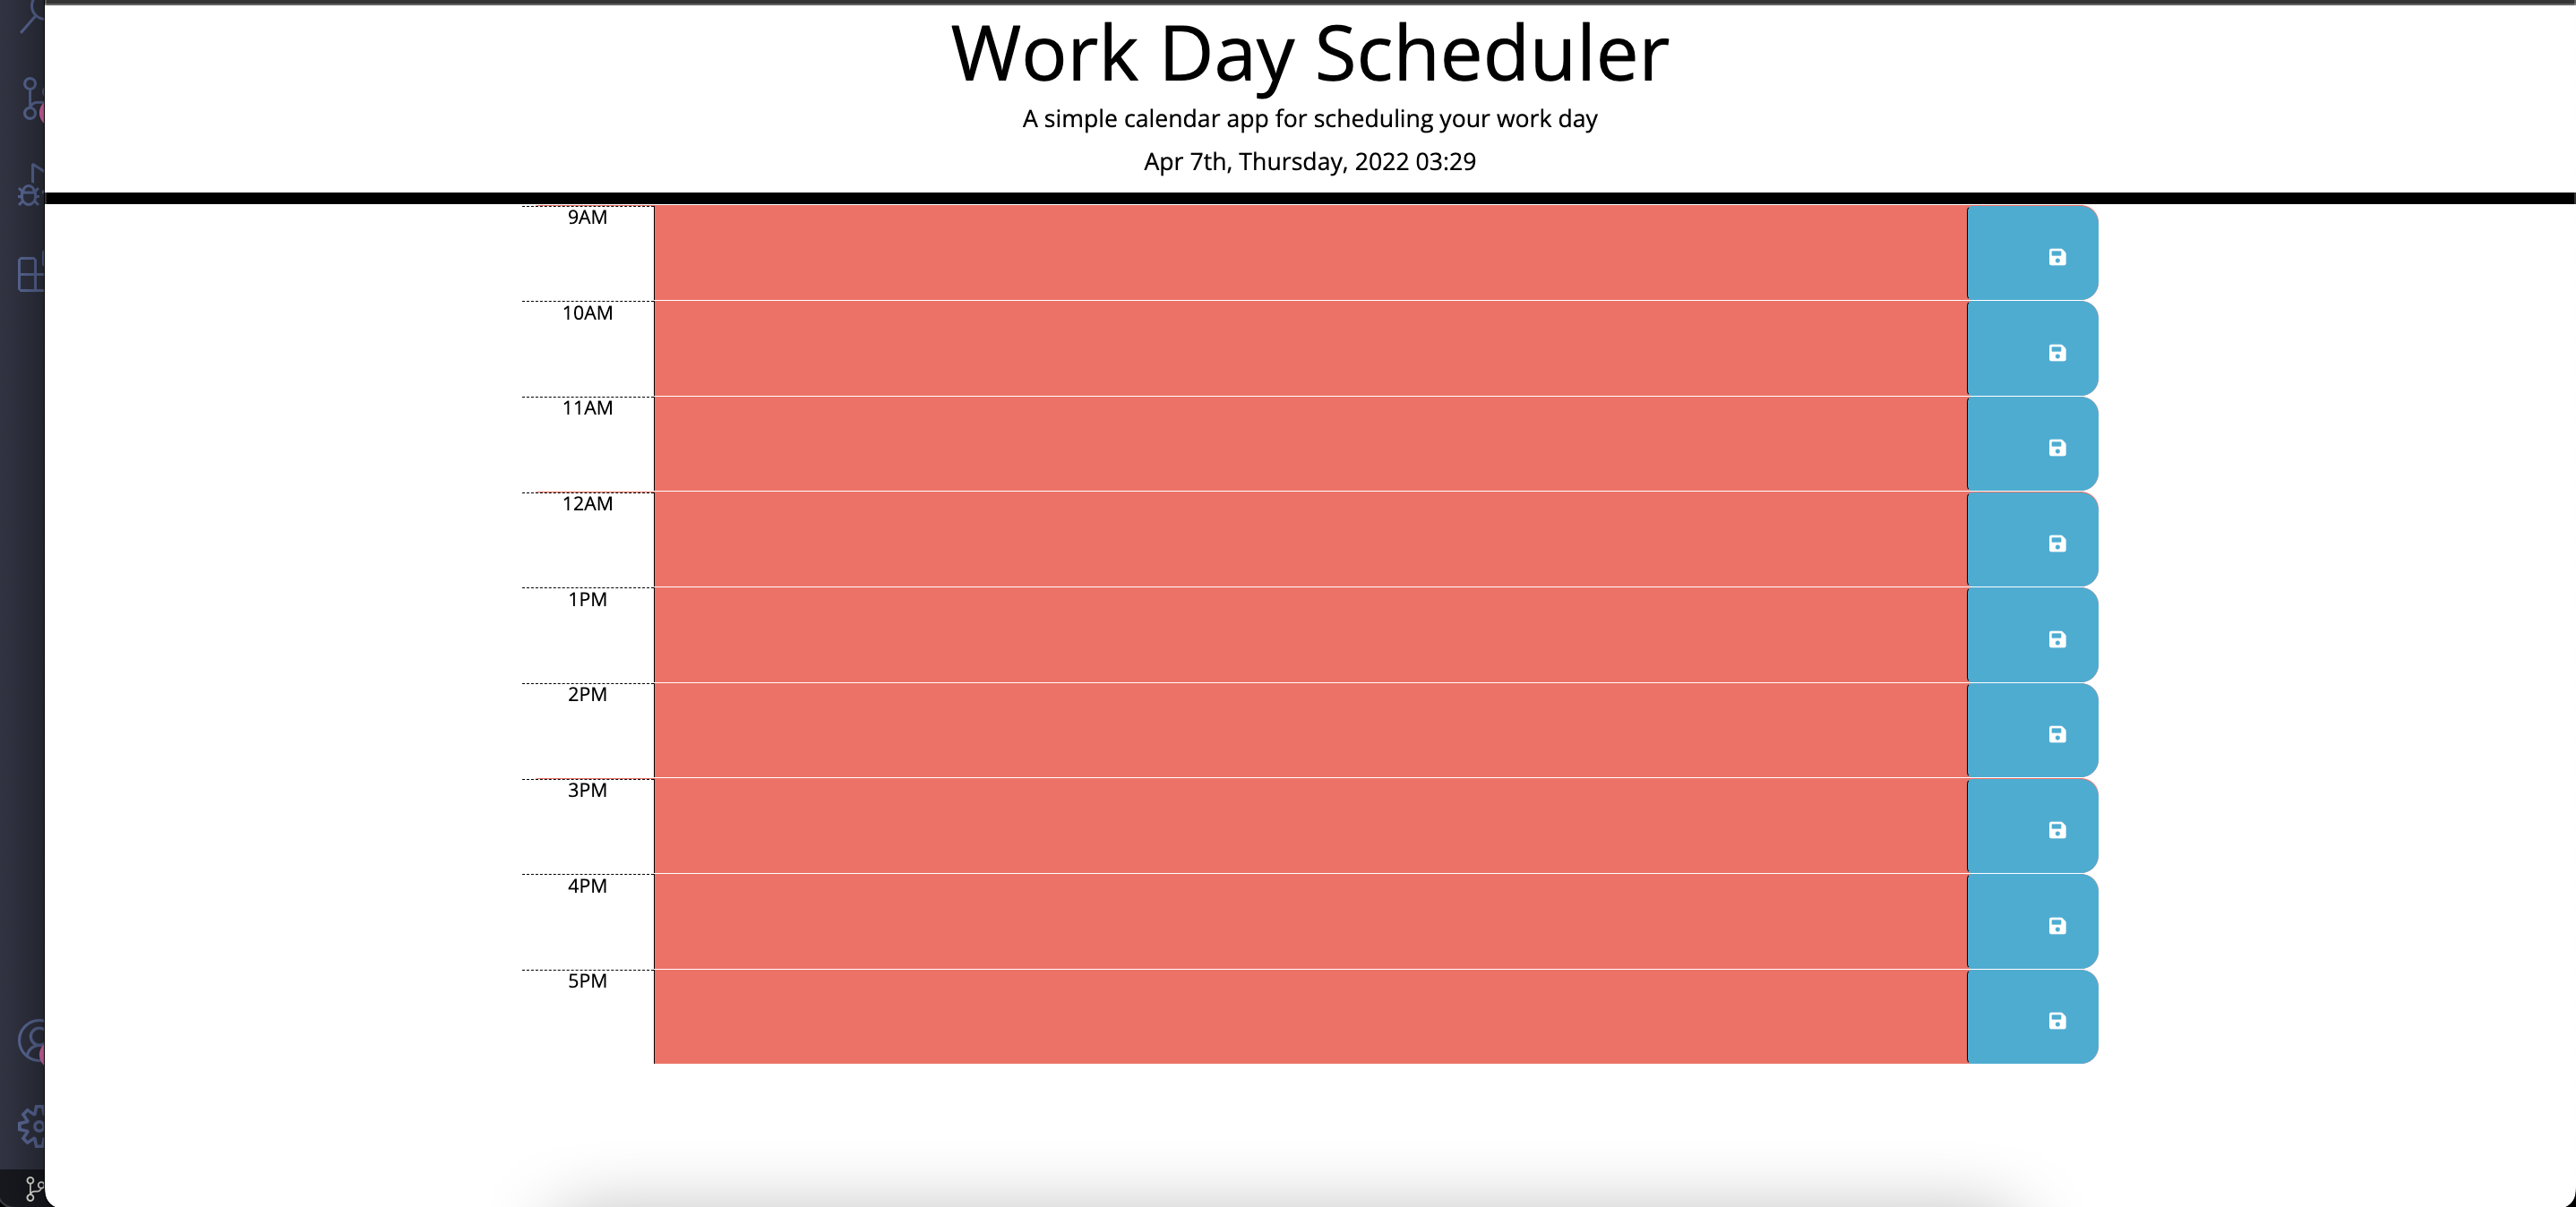 Work Day Scheduler
A simple calendar app for scheduling your work day
Apr 7th, Thursday, 2022 03:29
9AM
10AM
11AM
12AM
1PM
2PM
3PM
4PM
5PM